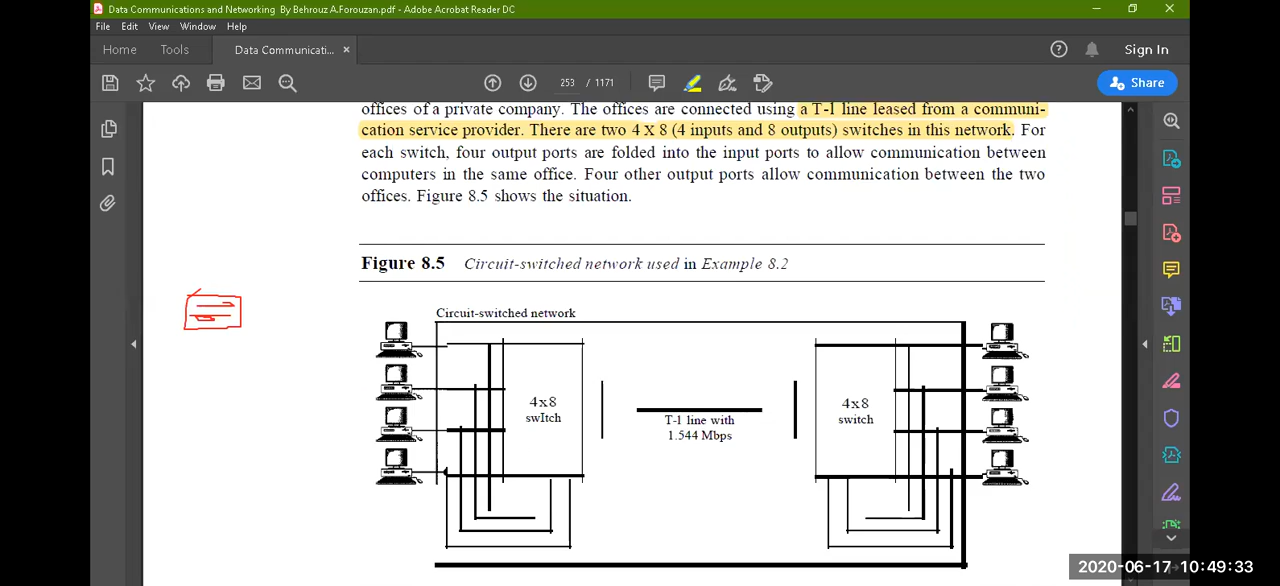 Data Communications and Networking By Behrouz A.Forouzan.pdf - Adobe Acrobat Reader DC
File Edit View Window Help
Home Tools Data Communicati... × Sign In
253 / 1171 Share
offices of a private company. The offices are connected using a T-1 line leased from a communi-
cation service provider. There are two 4 X 8 (4 inputs and 8 outputs) switches in this network. For
each switch, four output ports are folded into the input ports to allow communication between
computers in the same office. Four other output ports allow communication between the two
offices. Figure 8.5 shows the situation.
Figure 8.5 Circuit-switched network used in Example 8.2
Circuit-switched network
4x8
swItch
T-1 line with
1.544 Mbps
4x8
switch
2020-06-17 10:49:33